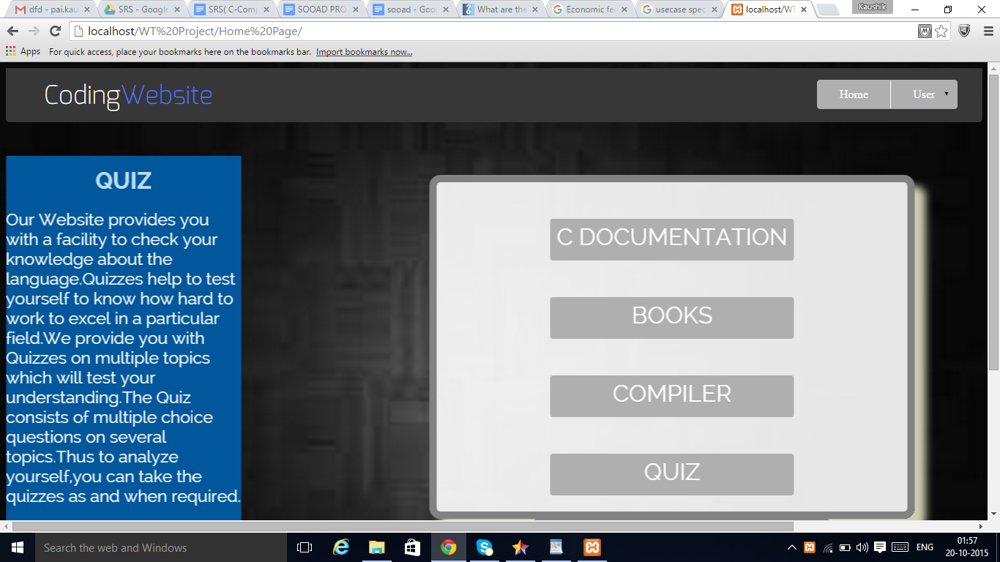 dfd - pai.kau
SRS - Google
SRS( C-Comp
SOOAD PRO
sooad - Goo
What are the
Economic fea
usecase spec
localhost/WT
Kaushik
localhost/WT%20Project/Home%20Page/
Apps For quick access, place your bookmarks here on the bookmarks bar. Import bookmarks now...
CodingWebsite
Home
User
QUIZ
Our Website provides you
with a facility to check your
knowledge about the
language.Quizzes help to test
yourself to know how hard to
work to excel in a particular
field.We provide you with
Quizzes on multiple topics
which will test your
understanding.The Quiz
consists of multiple choice
questions on several
topics.Thus to analyze
yourself,you can take the
quizzes as and when required.
C DOCUMENTATION
BOOKS
COMPILER
QUIZ
Search the web and Windows
ENG
01:57
20-10-2015